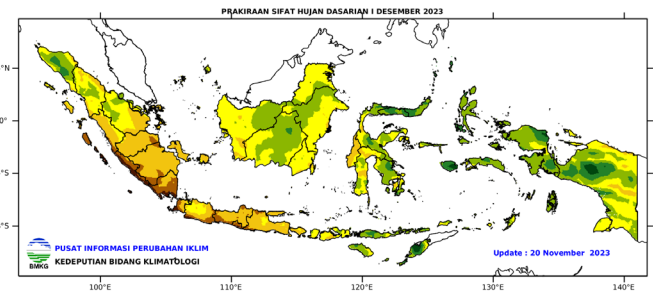 PRAKIRAAN SIFAT HUJAN DASARIAN I DESEMBER 2023
°N
0°
°S
°S
PUSAT INFORMASI PERUBAHAN IKLIM
KEDEPUTIAN BIDANG KLIMATOLOGI
BMKG
Update : 20 November 2023
100°E
110°E
120°E
130°E
140°E